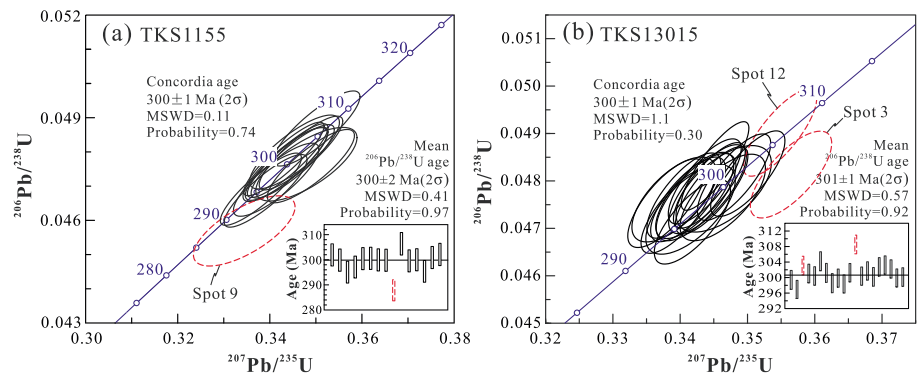 (a) TKS1155
Concordia age
300±1 Ma (2σ)
MSWD=0.11
Probability=0.74
Mean
²⁰⁶Pb/²³⁸U age
300±2 Ma(2σ)
MSWD=0.41
Probability=0.97
280
290
300
310
320
Spot 9
Age (Ma)
320
310
300
290
280
²⁰⁶Pb/²³⁸U
0.052
0.049
0.046
0.043
0.30
0.32
0.34
0.36
0.38
²⁰⁷Pb/²³⁵U
(b) TKS13015
Concordia age
300±1 Ma (2σ)
MSWD=1.1
Probability=0.30
Spot 12
Spot 3
Mean
²⁰⁶Pb/²³⁸U age
301±1 Ma(2σ)
MSWD=0.57
Probability=0.92
290
300
310
Age (Ma)
312
308
304
300
296
292
²⁰⁶Pb/²³⁸U
0.051
0.050
0.049
0.048
0.047
0.046
0.045
0.32
0.33
0.34
0.35
0.36
0.37
²⁰⁷Pb/²³⁵U